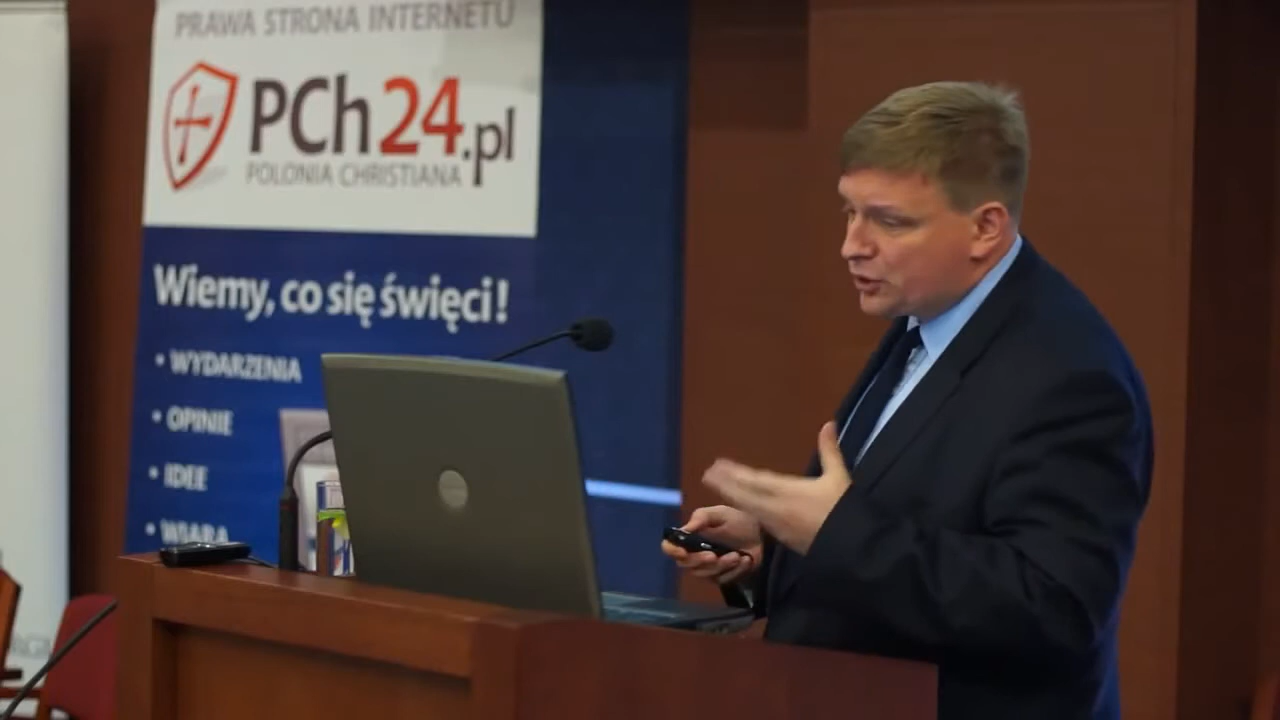 PRAWA STRONA INTERNETU
PCh24.pl
POLONIA CHRISTIANA
Wiemy, co się święci!
• WYDARZENIA
• OPINIE
• IDEE
• WIARA